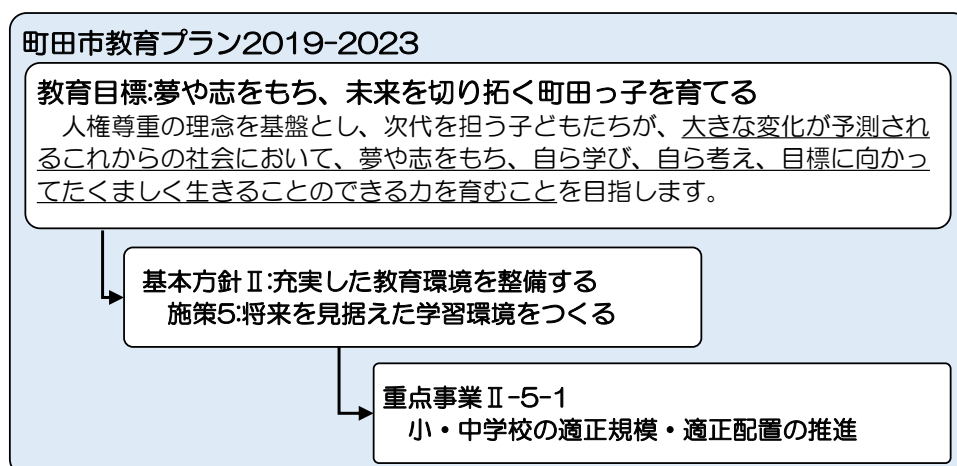 町田市教育プラン2019-2023
教育目標:夢や志をもち、未来を切り拓く町田っ子を育てる
人権尊重の理念を基盤とし、次代を担う子どもたちが、大きな変化が予測され
るこれからの社会において、夢や志をもち、自ら学び、自ら考え、目標に向かっ
てたくましく生きることのできる力を育むことを目指します。
基本方針Ⅱ:充実した教育環境を整備する
施策5:将来を見据えた学習環境をつくる
重点事業Ⅱ-5-1
小・中学校の適正規模・適正配置の推進